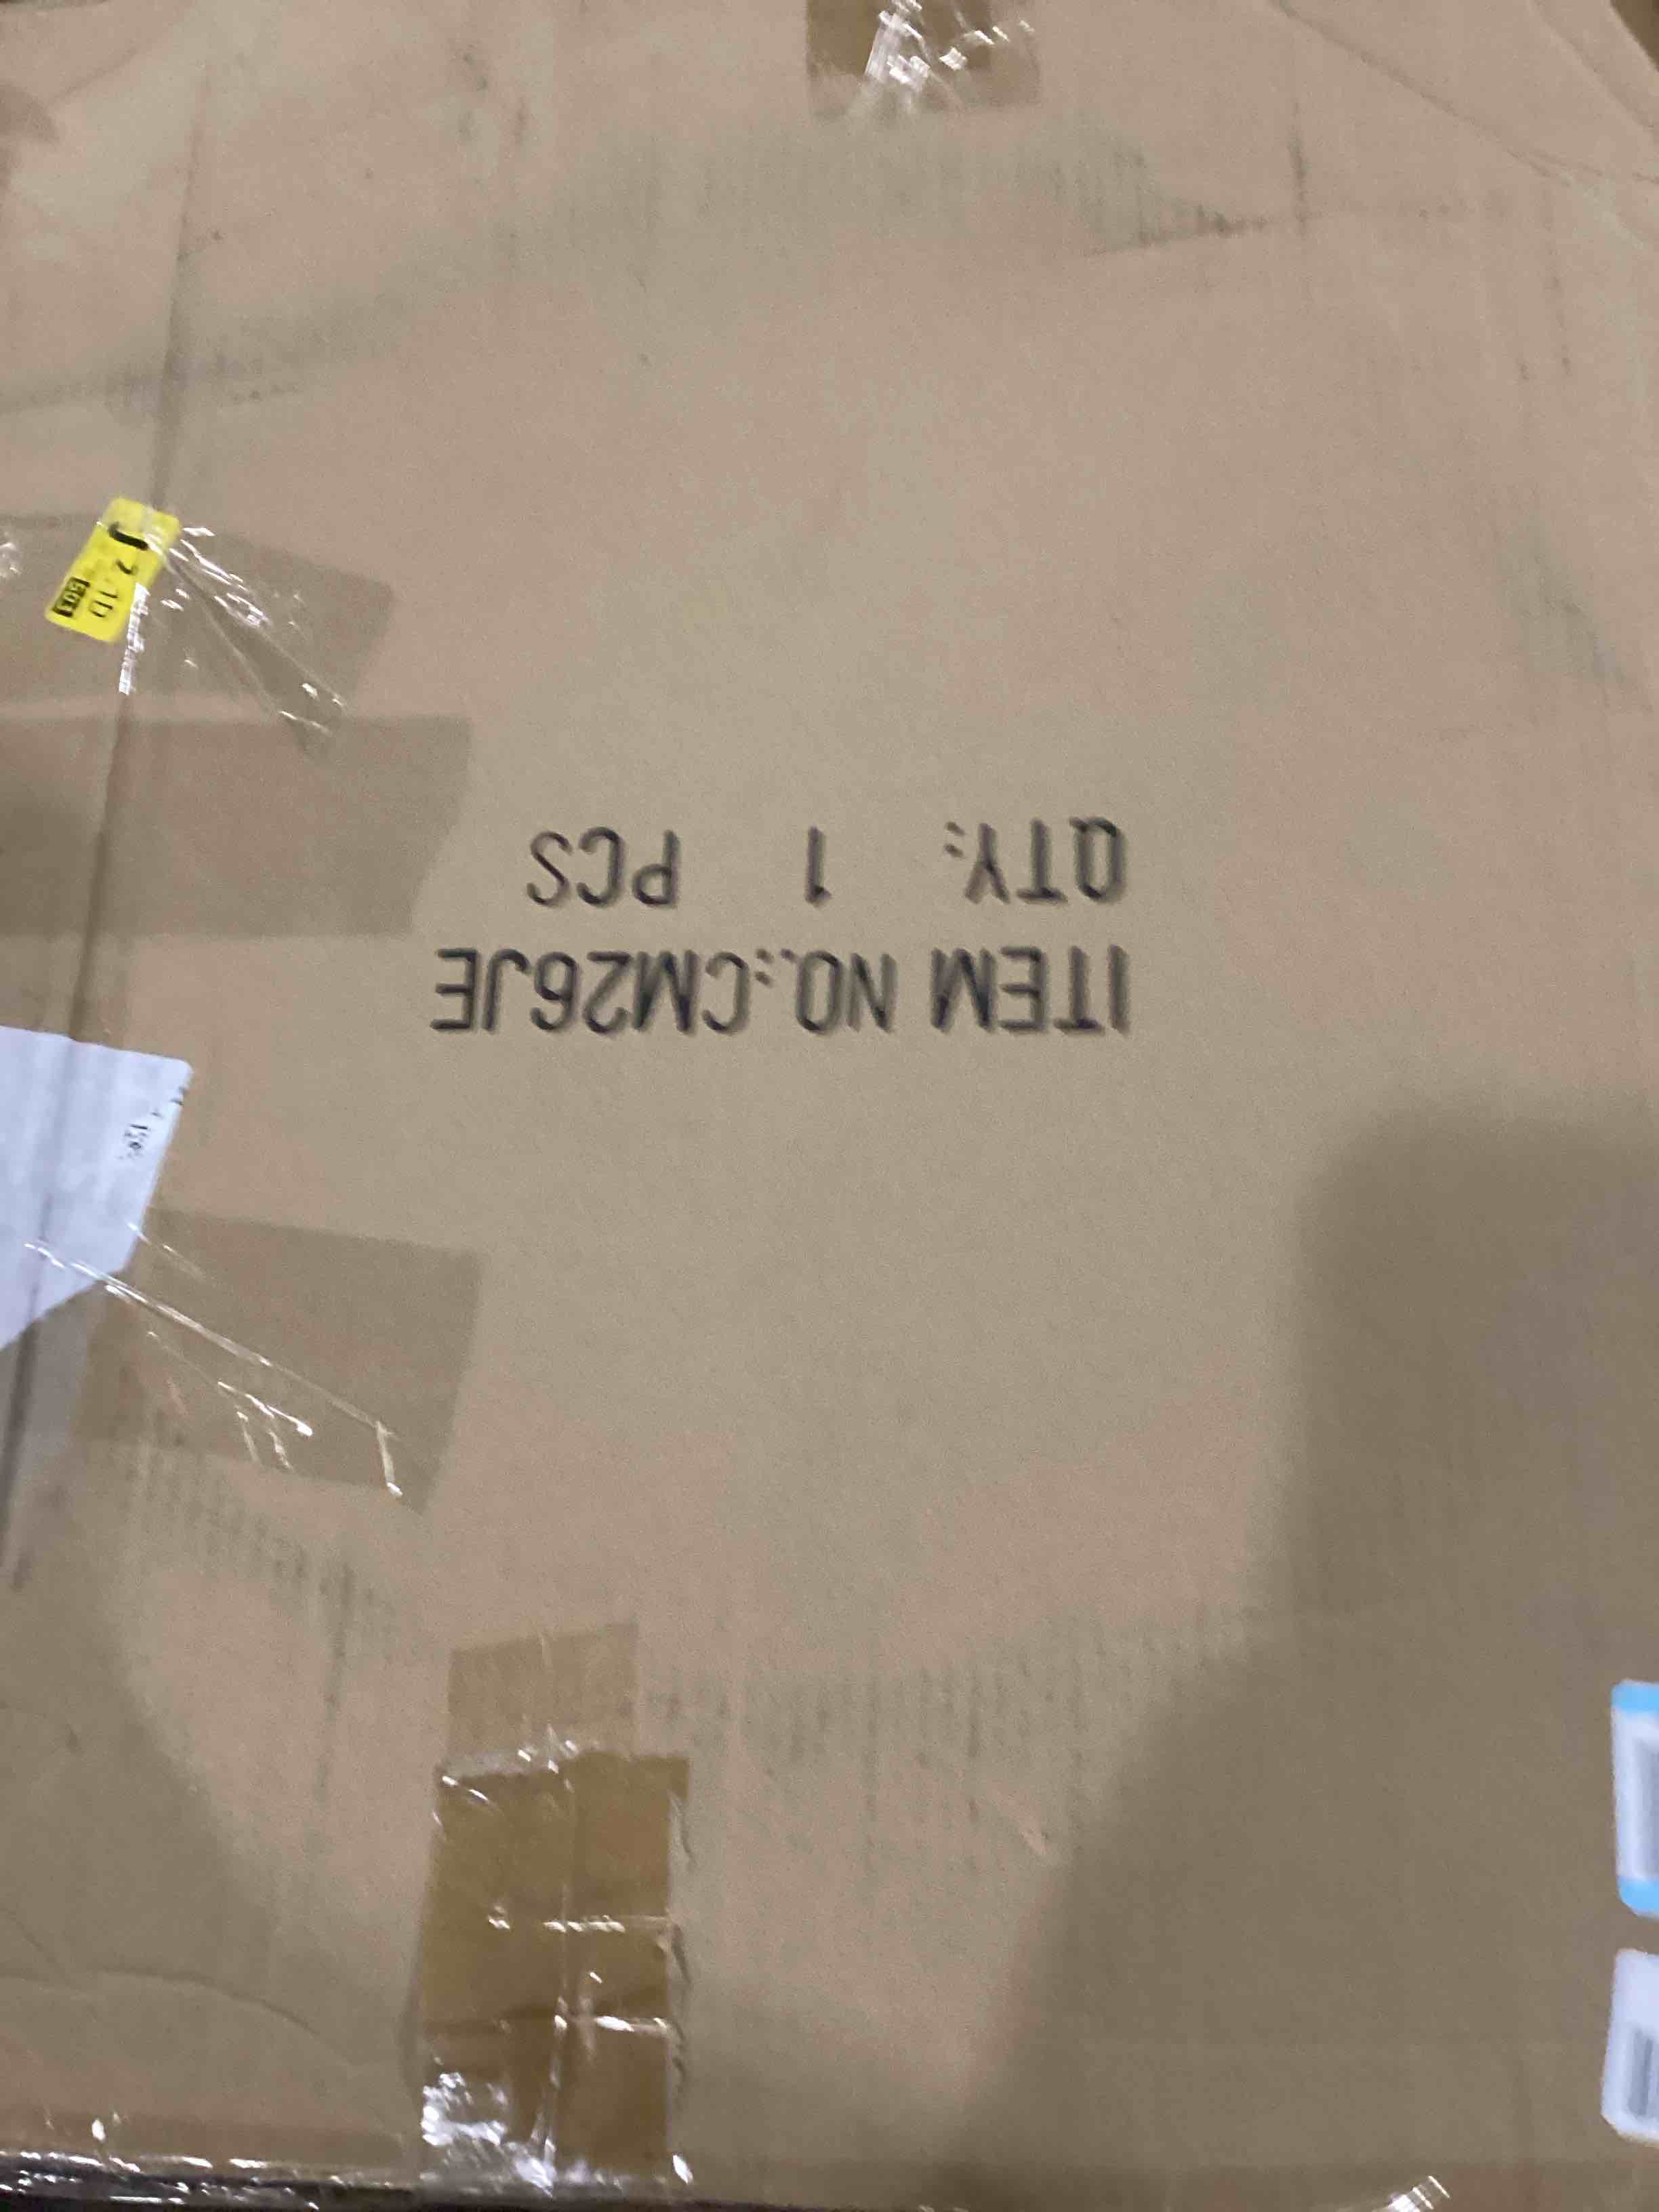 ITEM NO.:CM26JE
QTY: 1 PCS
J